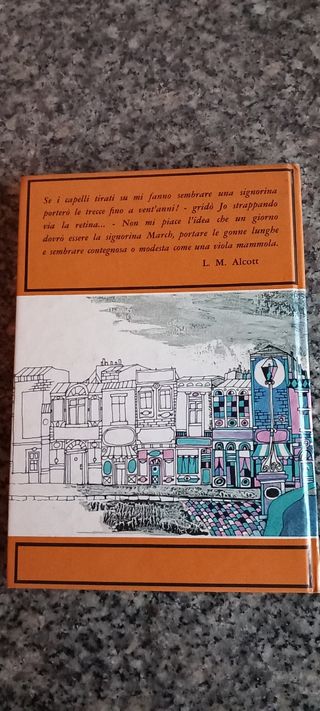 Se i capelli tirati su mi fanno sembrare una signorina
porterò le trecce fino a vent'anni! - gridò Jo strappando
via la retina... - Non mi piace l'idea che un giorno
dovrò essere la signorina March, portare le gonne lunghe
e sembrare contegnosa o modesta come una viola mammola.
L. M. Alcott